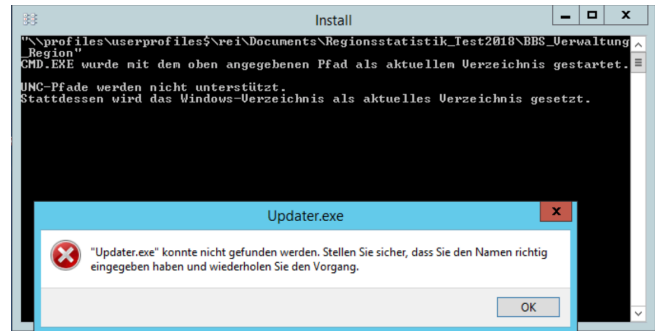 Install
"\\profiles\userprofiles$\rei\Documents\Regionsstatistik_Test2018\BBS_Verwaltung
_Region"
CMD.EXE wurde mit dem oben angegebenen Pfad als aktuellem Verzeichnis gestartet.
UNC-Pfade werden nicht unterstützt.
Stattdessen wird das Windows-Verzeichnis als aktuelles Verzeichnis gesetzt.
Updater.exe
"Updater.exe" konnte nicht gefunden werden. Stellen Sie sicher, dass Sie den Namen richtig
eingegeben haben und wiederholen Sie den Vorgang.
OK